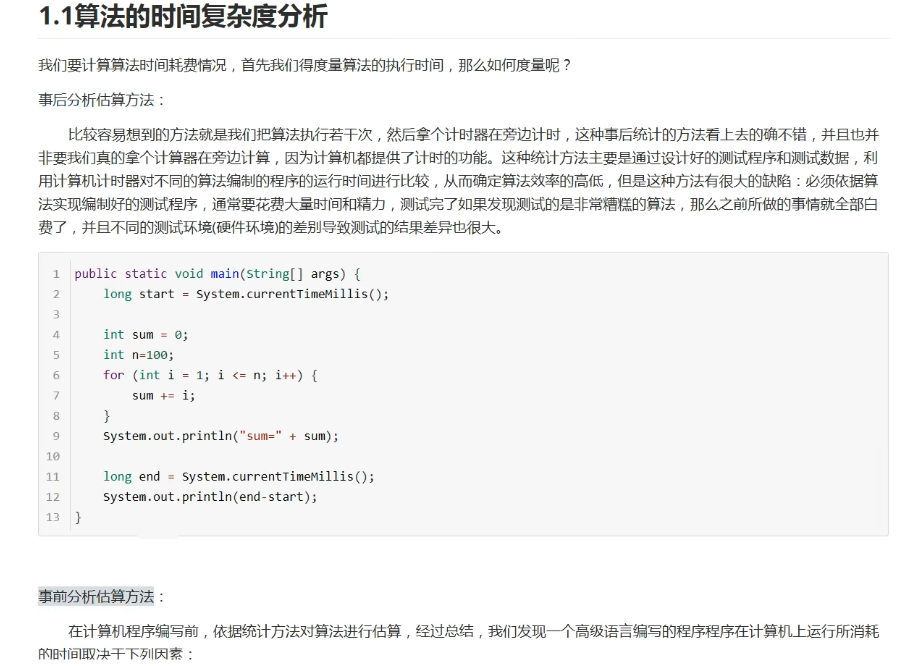 1.1算法的时间复杂度分析
我们要计算算法时间耗费情况，首先我们得度量算法的执行时间，那么如何度量呢？
事后分析估算方法：
比较容易想到的方法就是我们把算法执行若干次，然后拿个计时器在旁边计时，这种事后统计的方法看上去的确不错，并且也并
非要我们真的拿个计算器在旁边计算，因为计算机都提供了计时的功能。这种统计方法主要是通过设计好的测试程序和测试数据，利
用计算机计时器对不同的算法编制的程序的运行时间进行比较，从而确定算法效率的高低，但是这种方法有很大的缺陷：必须依据算
法实现编制好的测试程序，通常要花费大量时间和精力，测试完了如果发现测试的是非常糟糕的算法，那么之前所做的事情就全部白
费了，并且不同的测试环境(硬件环境)的差别导致测试的结果差异也很大。
1 public static void main(String[] args) {
2     long start = System.currentTimeMillis();
3
4     int sum = 0;
5     int n=100;
6     for (int i = 1; i <= n; i++) {
7         sum += i;
8     }
9     System.out.println("sum=" + sum);
10
11     long end = System.currentTimeMillis();
12     System.out.println(end-start);
13 }
事前分析估算方法：
在计算机程序编写前，依据统计方法对算法进行估算，经过总结，我们发现一个高级语言编写的程序程序在计算机上运行所消耗
的时间取决于下列因素：